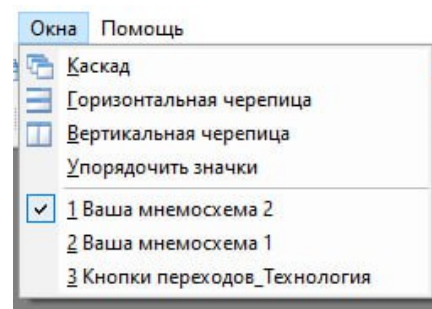 Окна Помощь
Каскад
Горизонтальная черепица
Вертикальная черепица
Упорядочить значки
1 Ваша мнемосхема 2
2 Ваша мнемосхема 1
3 Кнопки переходов_Технология